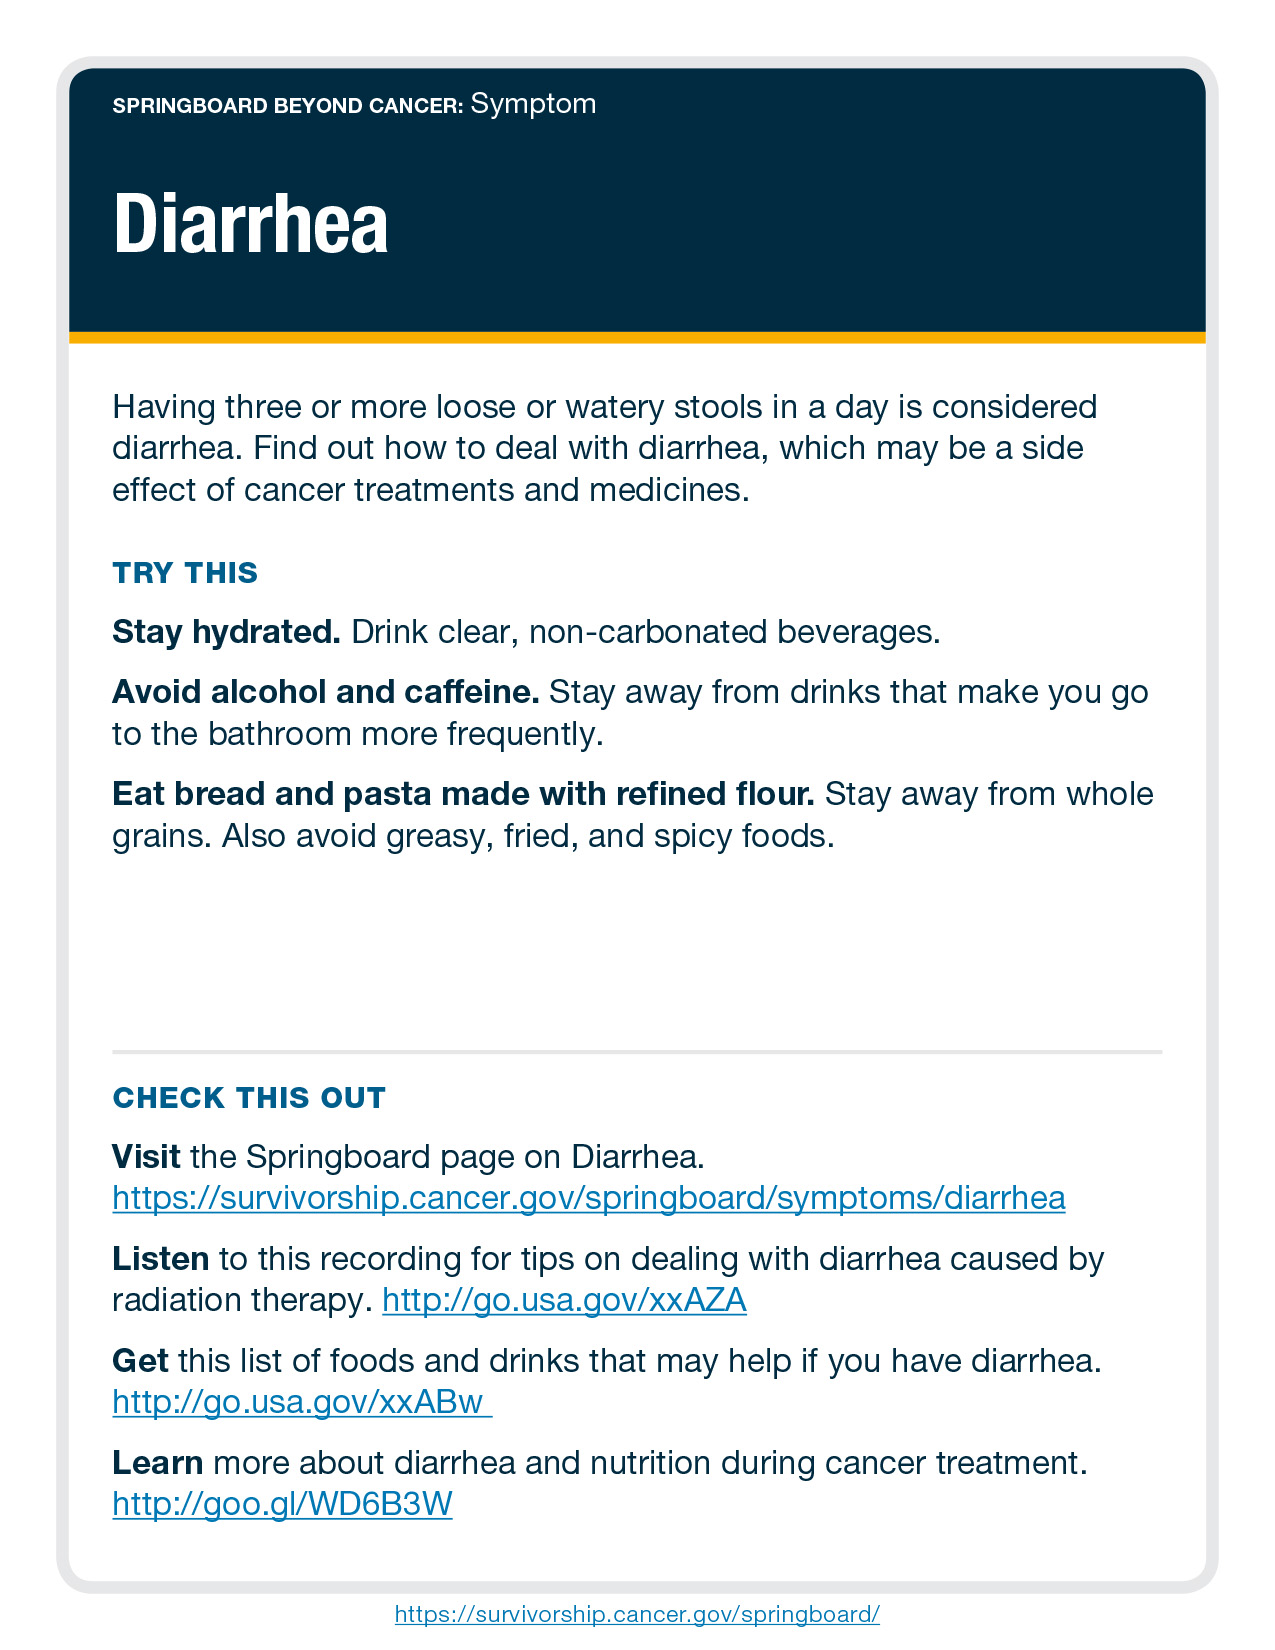 SPRINGBOARD BEYOND CANCER: Symptom
Diarrhea
Having three or more loose or watery stools in a day is considered
diarrhea. Find out how to deal with diarrhea, which may be a side
effect of cancer treatments and medicines.
TRY THIS
Stay hydrated. Drink clear, non-carbonated beverages.
Avoid alcohol and caffeine. Stay away from drinks that make you go
to the bathroom more frequently.
Eat bread and pasta made with refined flour. Stay away from whole
grains. Also avoid greasy, fried, and spicy foods.
CHECK THIS OUT
Visit the Springboard page on Diarrhea.
https://survivorship.cancer.gov/springboard/symptoms/diarrhea
Listen to this recording for tips on dealing with diarrhea caused by
radiation therapy. http://go.usa.gov/xxAZA
Get this list of foods and drinks that may help if you have diarrhea.
http://go.usa.gov/xxABw
Learn more about diarrhea and nutrition during cancer treatment.
http://goo.gl/WD6B3W
https://survivorship.cancer.gov/springboard/